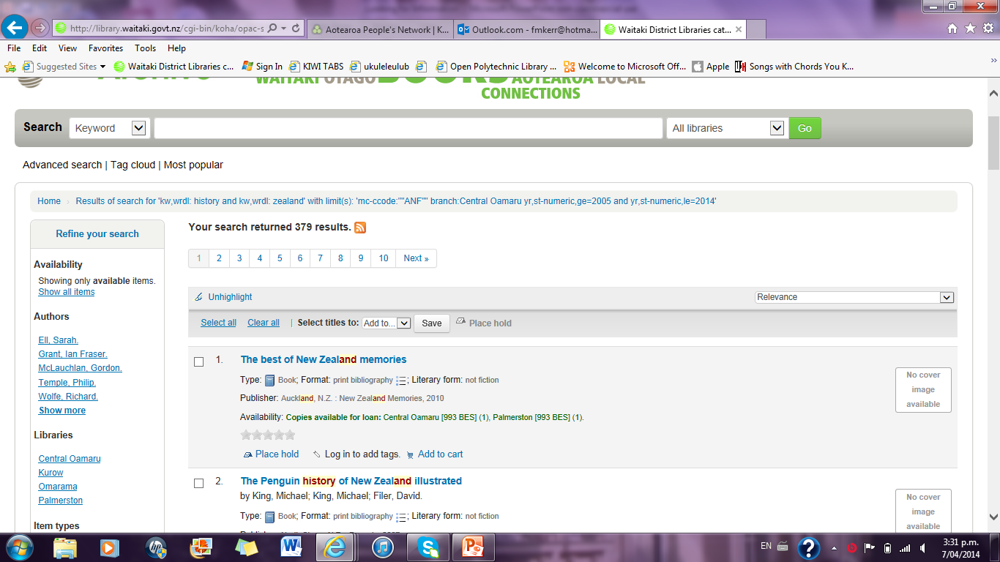 http://library.waitaki.govt.nz/cgi-bin/koha/opac-s
Aotearoa People's Network | K...
Outlook.com - fmkerr@hotma...
Waitaki District Libraries cat...
File Edit View Favorites Tools Help
Suggested Sites
Waitaki District Libraries c...
Sign In
KIWI TABS
ukuleleulub
Open Polytechnic Library ...
Welcome to Microsoft Off...
Apple
Songs with Chords You K...
WAITAKI OTAGO BOOKS AOTEAROA LOCAL
CONNECTIONS
Search Keyword All libraries Go
Advanced search | Tag cloud | Most popular
Home › Results of search for 'kw,wrdl: history and kw,wrdl: zealand' with limit(s): 'mc-ccode:""ANF"" branch:Central Oamaru yr,st-numeric,ge=2005 and yr,st-numeric,le=2014'
Refine your search
Availability
Showing only available items.
Show all items
Authors
Ell, Sarah.
Grant, Ian Fraser.
McLauchlan, Gordon.
Temple, Philip.
Wolfe, Richard.
Show more
Libraries
Central Oamaru
Kurow
Omarama
Palmerston
Item types
Your search returned 379 results.
1 2 3 4 5 6 7 8 9 10 Next »
Unhighlight Relevance
Select all Clear all | Select titles to: Add to... Save Place hold
1. The best of New Zealand memories
Type: Book; Format: print bibliography ; Literary form: not fiction
Publisher: Auckland, N.Z. : New Zealand Memories, 2010
Availability: Copies available for loan: Central Oamaru [993 BES] (1), Palmerston [993 BES] (1).
Place hold Log in to add tags. Add to cart
No cover
image
available
2. The Penguin history of New Zealand illustrated
by King, Michael; King, Michael; Filer, David.
Type: Book; Format: print bibliography ; Literary form: not fiction
No cover
image
available
EN
3:31 p.m.
7/04/2014